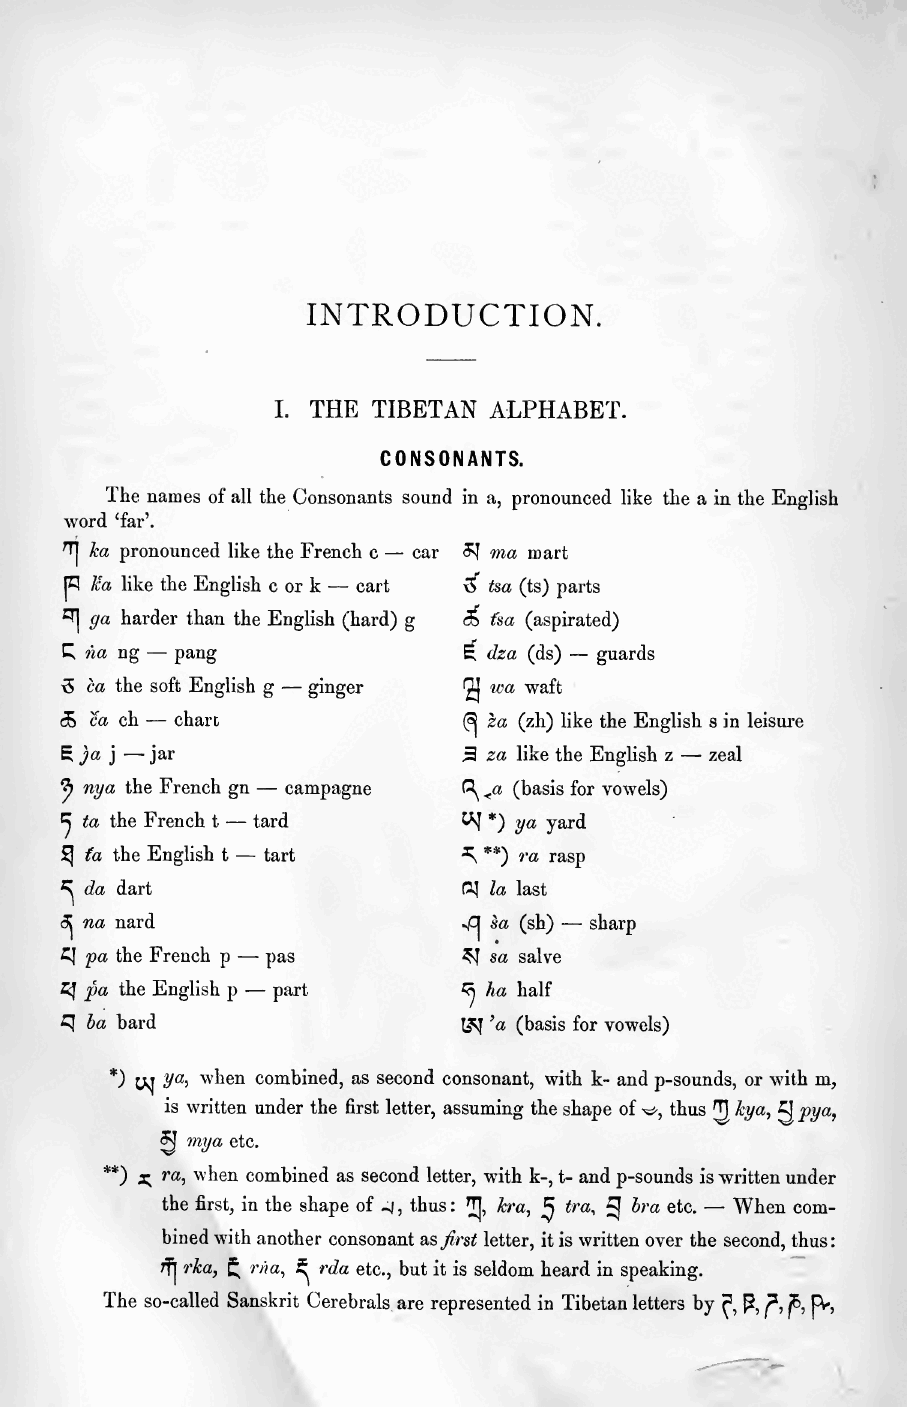 INTRODUCTION.
I. THE TIBETAN ALPHABET.
CONSONANTS.
The names of all the Consonants sound in a, pronounced like the a in the English
word ‘far’.
ཀ ka pronounced like the French c — car
ཁ k̔a like the English c or k — cart
ག ga harder than the English (hard) g
ང ṅa ng — pang
ཅ c̀a the soft English g — ginger
ཆ c̆a ch — chart
ཇ j̀a j — jar
ཉ nya the French gn — campagne
ཏ ta the French t — tard
ཐ t̔a the English t — tart
ད da dart
ན na nard
པ pa the French p — pas
ཕ p̔a the English p — part
བ ba bard
མ ma mart
ཙ tsa (ts) parts
ཚ t̔sa (aspirated)
ཛ dza (ds) — guards
ཝ wa waft
ཞ z̀a (zh) like the English s in leisure
ཟ za like the English z — zeal
འ ₓa (basis for vowels)
ཡ *) ya yard
ར **) ra rasp
ལ la last
ཤ s̀a (sh) — sharp
ས sa salve
ཧ ha half
ཨ ’a (basis for vowels)
*) ཡ ya, when combined, as second consonant, with k- and p-sounds, or with m,
is written under the first letter, assuming the shape of ྱ, thus ཀྱ kya, པྱ pya,
མྱ mya etc.
**) ར ra, when combined as second letter, with k-, t- and p-sounds is written under
the first, in the shape of ྲ, thus: ཀྲ, kra, ཏྲ tra, བྲ bra etc. — When com-
bined with another consonant as first letter, it is written over the second, thus:
རྐ rka, རྔ rṅa, རྡ rda etc., but it is seldom heard in speaking.
The so-called Sanskrit Cerebrals are represented in Tibetan letters by ཊ, ཋ, ཌ, ཎ, ཥ,